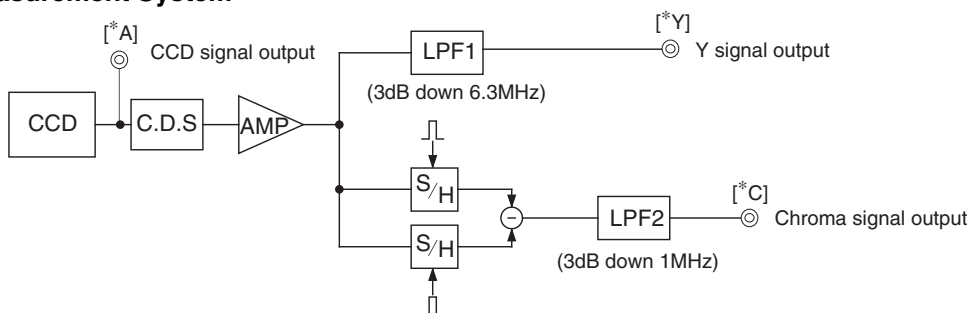 asurement System
[*A]
CCD signal output
[*Y]
Y signal output
LPF1
(3dB down 6.3MHz)
CCD
C.D.S
AMP
S/H
[*C]
LPF2
Chroma signal output
S/H
(3dB down 1MHz)